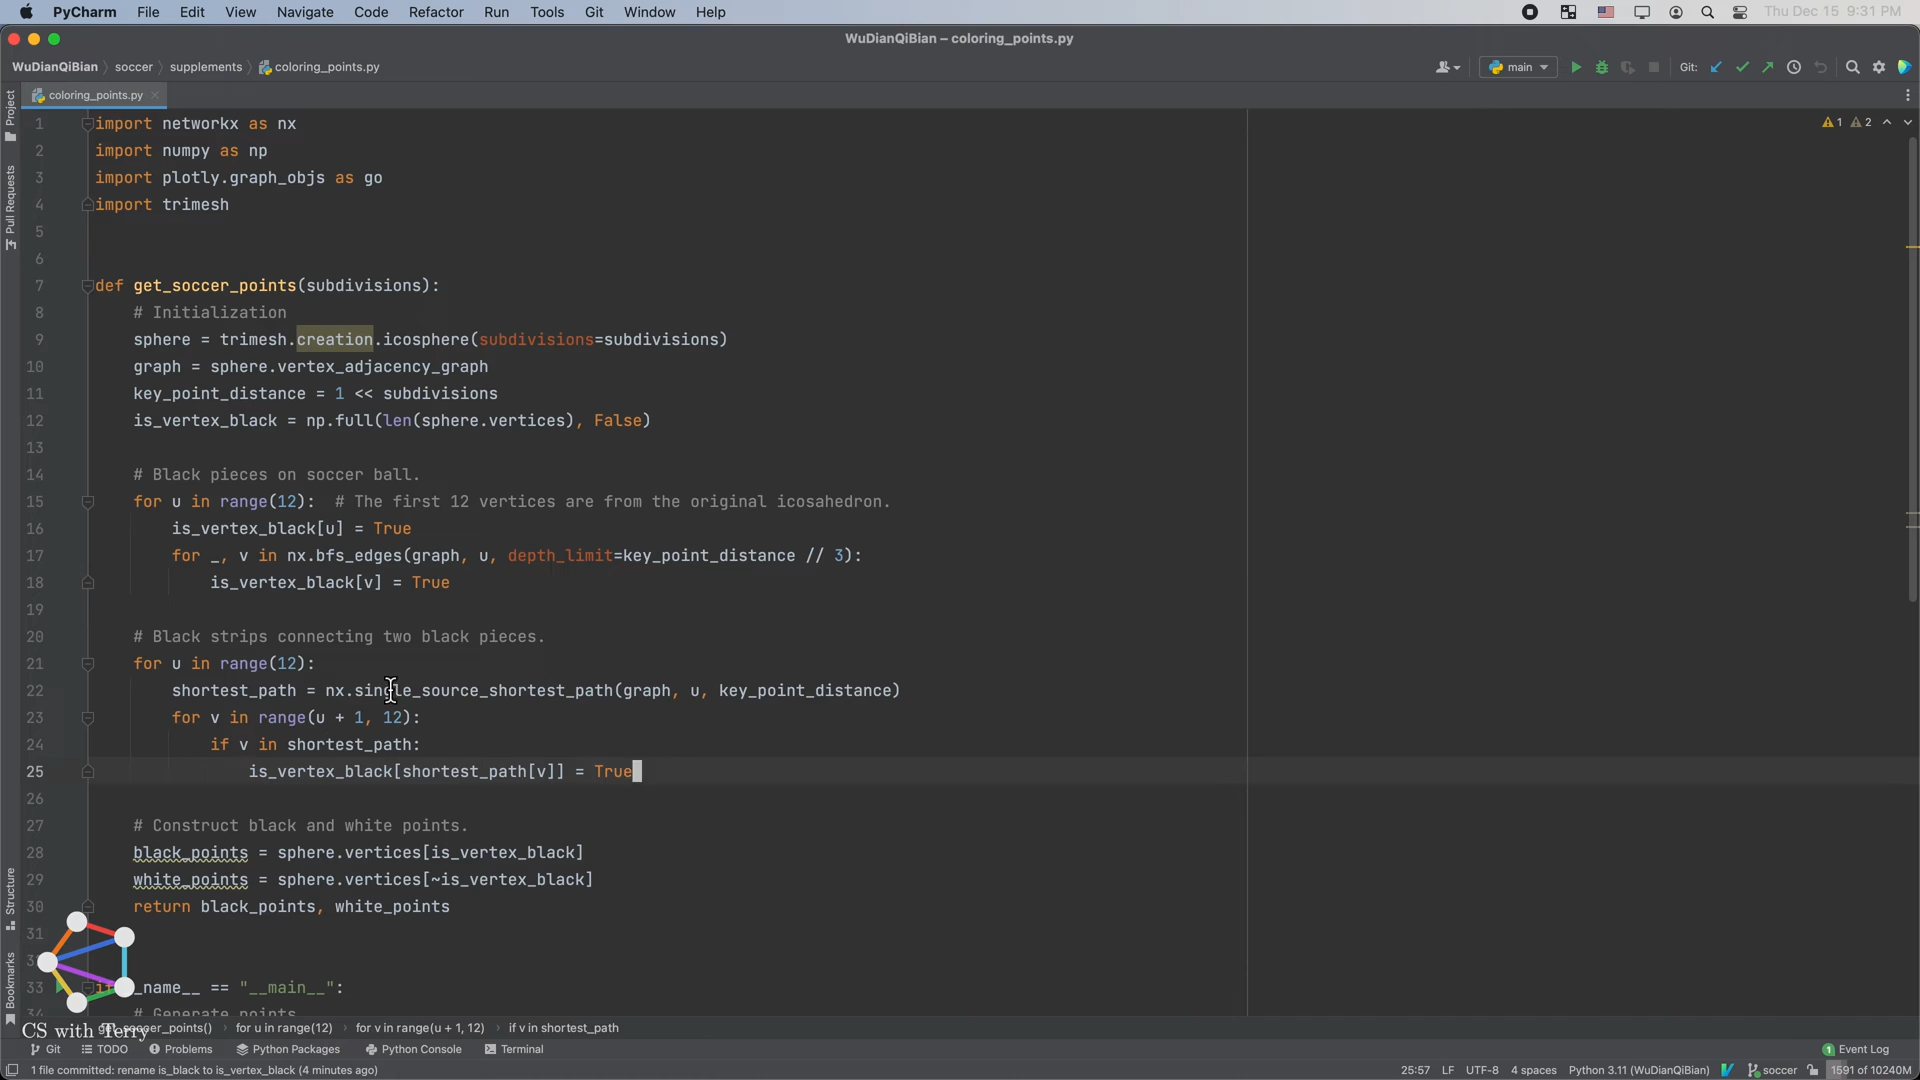 PyCharm File Edit View Navigate Code Refactor Run Tools Git Window Help Thu Dec 15 9:31 PM
WuDianQiBian – coloring_points.py
WuDianQiBian soccer supplements coloring_points.py main Git:
coloring_points.py
Project
Pull Requests
Structure
Bookmarks
1 import networkx as nx
1 2
2 import numpy as np
3 import plotly.graph_objs as go
4 import trimesh
5
6
7 def get_soccer_points(subdivisions):
8 # Initialization
9 sphere = trimesh.creation.icosphere(subdivisions=subdivisions)
10 graph = sphere.vertex_adjacency_graph
11 key_point_distance = 1 << subdivisions
12 is_vertex_black = np.full(len(sphere.vertices), False)
13
14 # Black pieces on soccer ball.
15 for u in range(12): # The first 12 vertices are from the original icosahedron.
16 is_vertex_black[u] = True
17 for _, v in nx.bfs_edges(graph, u, depth_limit=key_point_distance // 3):
18 is_vertex_black[v] = True
19
20 # Black strips connecting two black pieces.
21 for u in range(12):
22 shortest_path = nx.single_source_shortest_path(graph, u, key_point_distance)
23 for v in range(u + 1, 12):
24 if v in shortest_path:
25 is_vertex_black[shortest_path[v]] = True
26
27 # Construct black and white points.
28 black_points = sphere.vertices[is_vertex_black]
29 white_points = sphere.vertices[~is_vertex_black]
30 return black_points, white_points
31
33 _name__ == "__main__":
34 # Generate points
CS with Terry
for u in range(12) for v in range(u + 1, 12) if v in shortest_path
Git TODO Problems Python Packages Python Console Terminal 1 Event Log
1 file committed: rename is_black to is_vertex_black (4 minutes ago) 25:57 LF UTF-8 4 spaces Python 3.11 (WuDianQiBian) soccer 1591 of 10240M